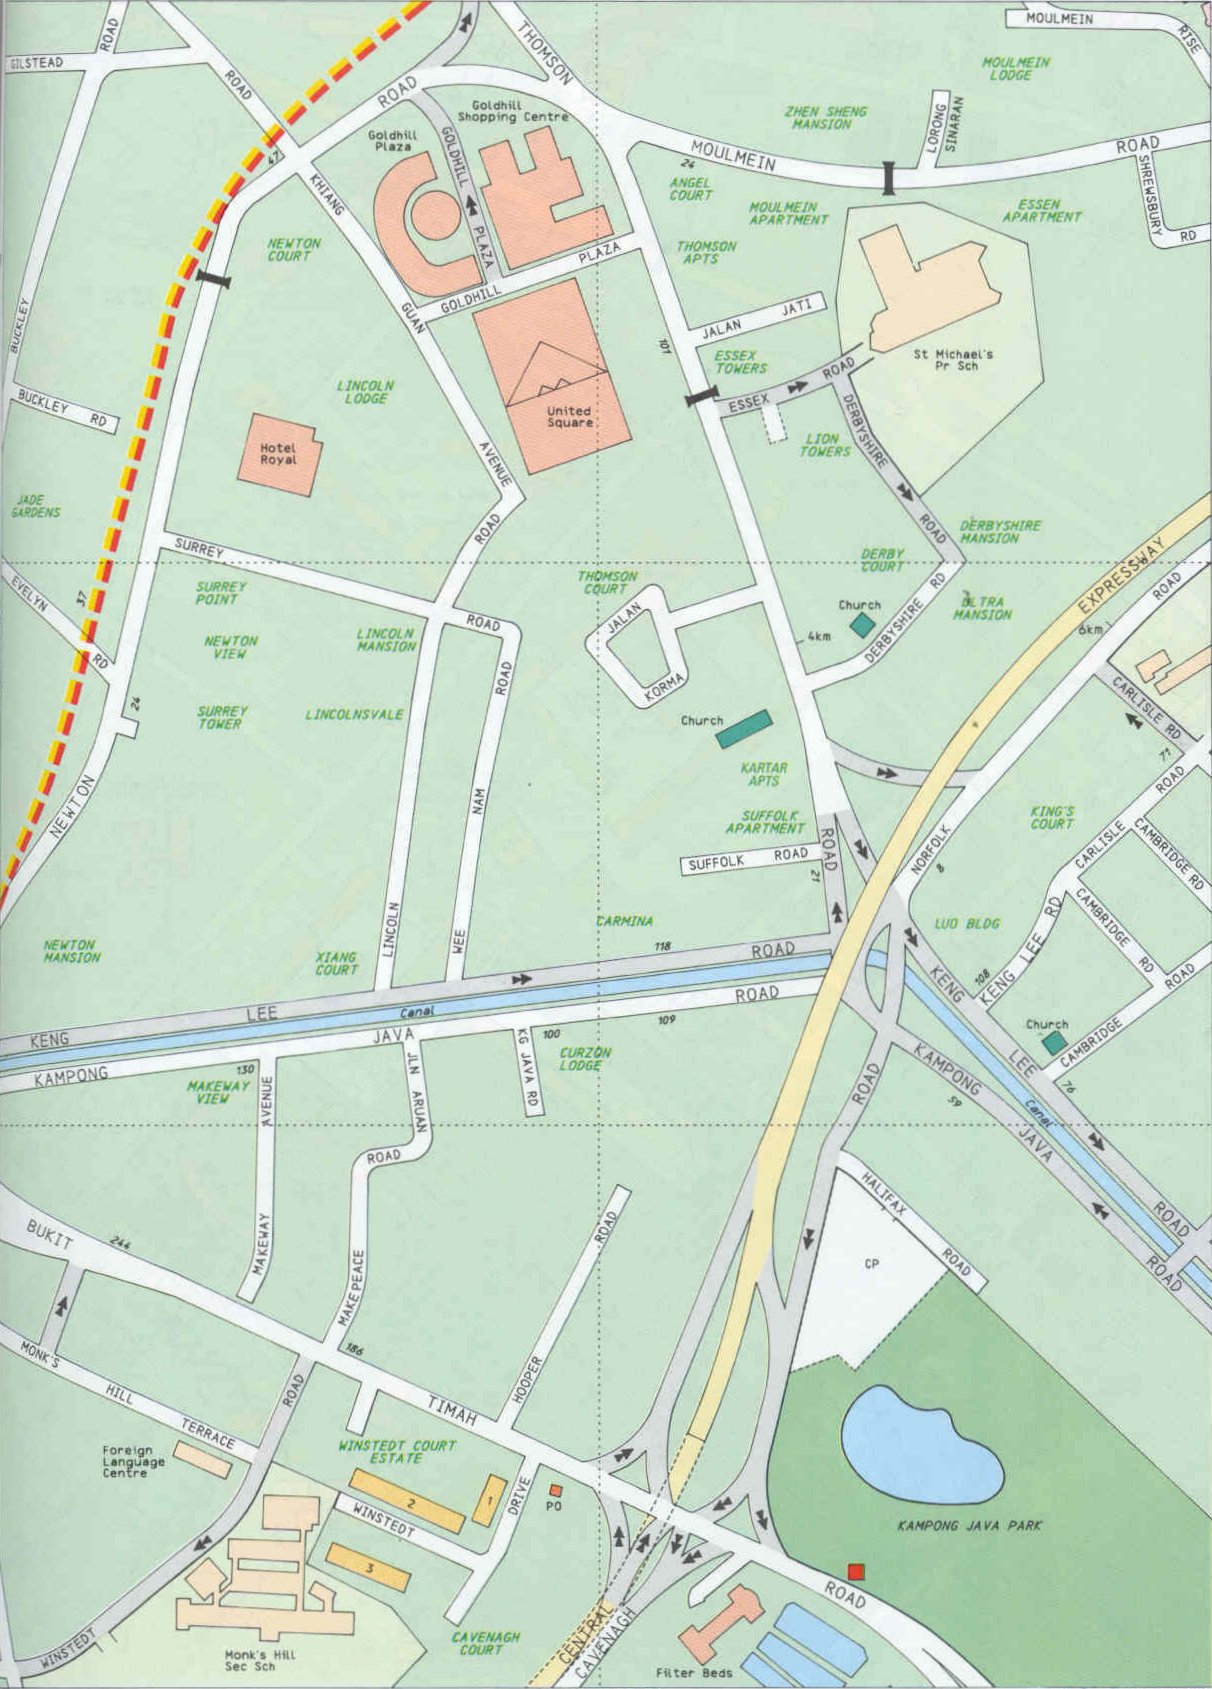 MOULMEIN
RISE
GILSTEAD
ROAD
ROAD
THOMSON
ROAD
MOULMEIN
LODGE
Goldhill
Shopping Centre
ZHEN SHENG
MANSION
LORONG
SINARAN
Goldhill
Plaza
GOLDHILL
PLAZA
47
MOULMEIN
ROAD
24
ANGEL
COURT
SHREWSBURY
RD
KHIANG
MOULMEIN
APARTMENT
ESSEN
APARTMENT
NEWTON
COURT
PLAZA
THOMSON
APTS
GOLDHILL
GUAN
BUCKLEY
JALAN JATI
101
ESSEX
TOWERS
ROAD
St Michael's
Pr Sch
LINCOLN
LODGE
BUCKLEY RD
United
Square
ESSEX
DERBYSHIRE
Hotel
Royal
AVENUE
LION
TOWERS
JADE
GARDENS
ROAD
ROAD
DERBYSHIRE
MANSION
SURREY
DERBY
COURT
EXPRESSWAY
EVELYN
RD
37
SURREY
POINT
THOMSON
COURT
RD
ROAD
JALAN
Church
ULTRA
MANSION
ROAD
4km
DERBYSHIRE
6km
NEWTON
VIEW
LINCOLN
MANSION
ROAD
KORMA
CARLISLE RD
24
SURREY
TOWER
LINCOLNSVALE
Church
71
KARTAR
APTS
ROAD
NEWTON
NAM
SUFFOLK
APARTMENT
KING'S
COURT
ROAD
SUFFOLK ROAD
21
NORFOLK
8
CARLISLE
CAMBRIDGE RD
CARMINA
LUO BLDG
CAMBRIDGE
RD
NEWTON
MANSION
XIANG
COURT
LINCOLN
WEE
118
ROAD
KENG LEE RD
108
KENG
ROAD
KENG
LEE
Canal
ROAD
109
Church
CAMBRIDGE
KAMPONG
JAVA
KG JAVA RD
100
CURZON
LODGE
LEE
130
MAKEWAY
VIEW
AVENUE
JLN ARUAN
ROAD
KAMPONG
59
76
Canal
JAVA
ROAD
HALIFAX
ROAD
BUKIT
244
MAKEWAY
MAKEPEACE
ROAD
CP
ROAD
ROAD
MONK'S
HILL
TERRACE
186
ROAD
HOOPER
TIMAH
Foreign
Language
Centre
WINSTEDT COURT
ESTATE
2
1
DRIVE
PO
WINSTEDT
3
KAMPONG JAVA PARK
ROAD
WINSTEDT
Monk's Hill
Sec Sch
CAVENAGH
COURT
CENTRAL
CAVENAGH
Filter Beds